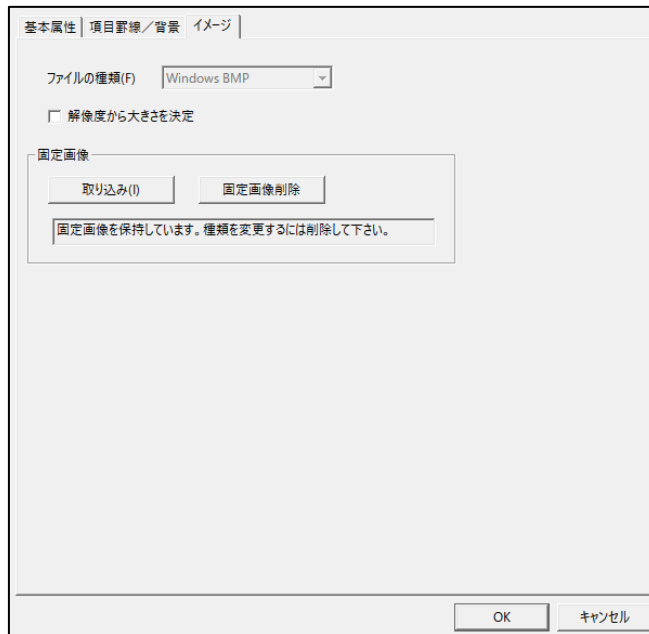 基本属性 項目罫線／背景 イメージ
ファイルの種類(F) Windows BMP
解像度から大きさを決定
固定画像
取り込み(I) 固定画像削除
固定画像を保持しています。種類を変更するには削除して下さい。
OK キャンセル